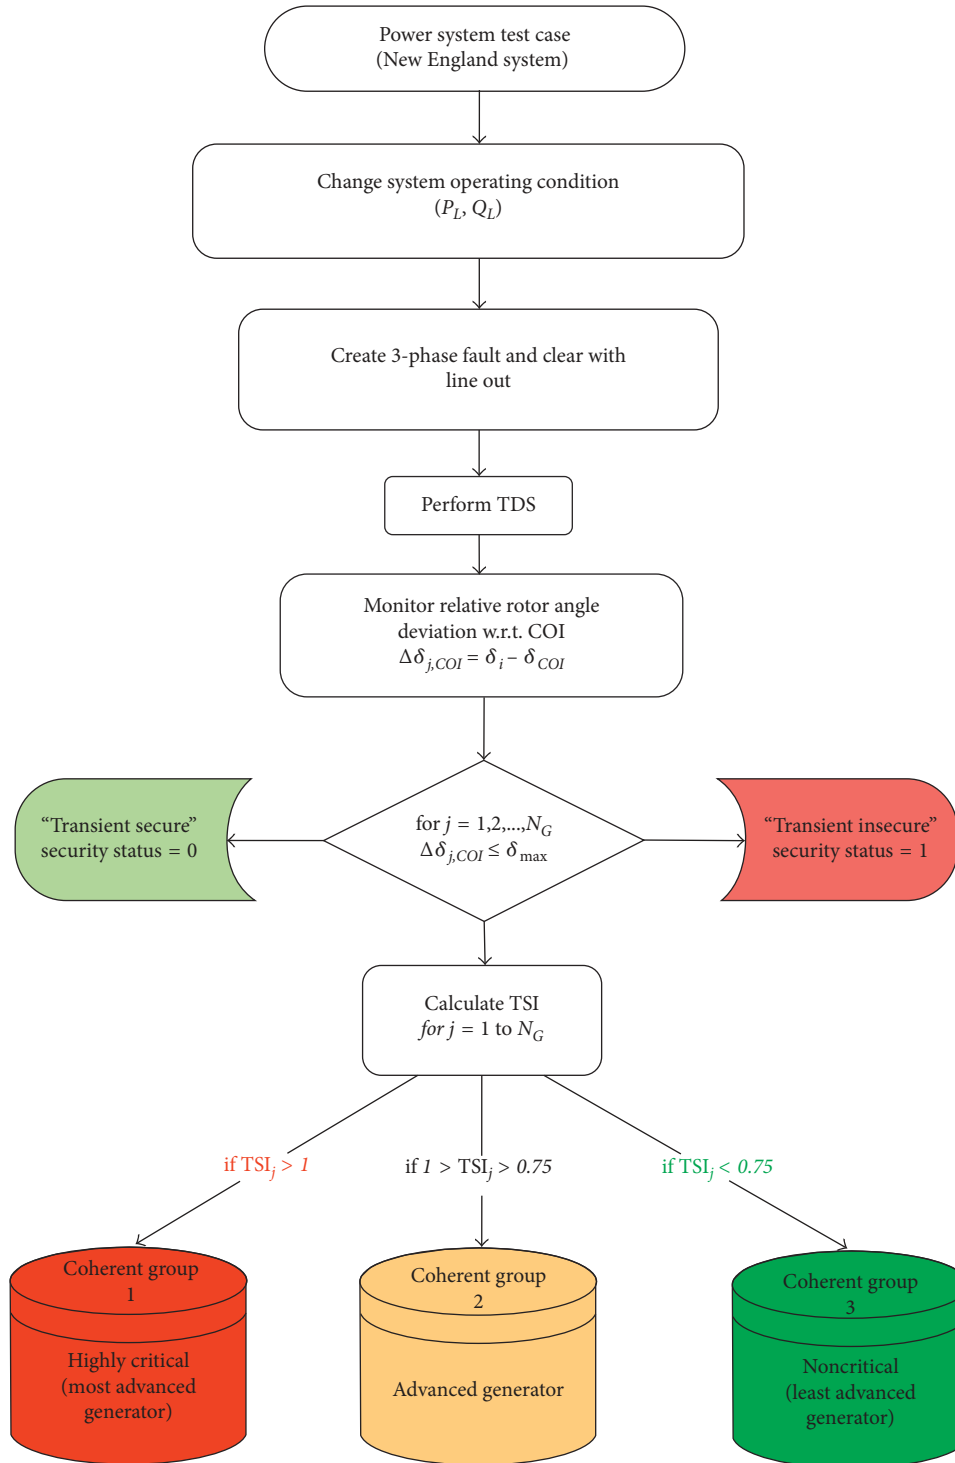 Power system test case
(New England system)
Change system operating condition
(P_L, Q_L)
Create 3-phase fault and clear with
line out
Perform TDS
Monitor relative rotor angle
deviation w.r.t. COI
Δδ_{j,COI} = δ_i – δ_{COI}
for j = 1,2,...,N_G
Δδ_{j,COI} ≤ δ_max
“Transient secure”
security status = 0
“Transient insecure”
security status = 1
Calculate TSI
for j = 1 to N_G
if TSI_j > 1
if 1 > TSI_j > 0.75
if TSI_j < 0.75
Coherent group
1
Highly critical
(most advanced
generator)
Coherent group
2
Advanced generator
Coherent group
3
Noncritical
(least advanced
generator)